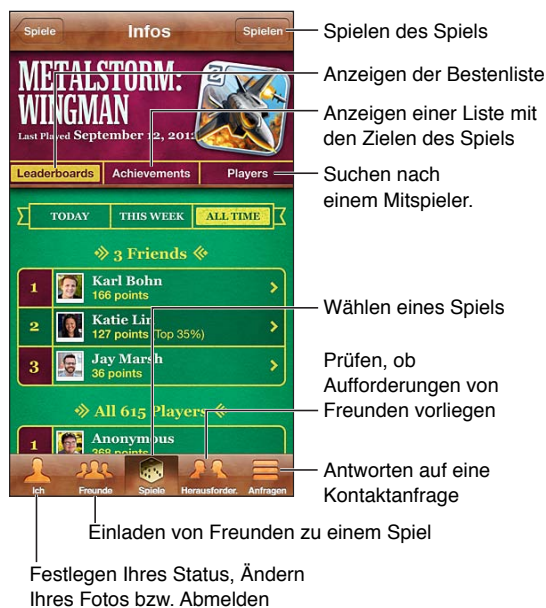 Spiele Infos Spielen
METALSTORM:
WINGMAN
Last Played September 12, 2012
Leaderboards Achievements Players
TODAY THIS WEEK ALL TIME
3 Friends
1 Karl Bohn
166 points
2 Katie Lin
127 points (Top 35%)
3 Jay Marsh
36 points
All 615 Players
1 Anonymous
368 points
Ich Freunde Spiele Herausforder. Anfragen
Spielen des Spiels
Anzeigen der Bestenliste
Anzeigen einer Liste mit
den Zielen des Spiels
Suchen nach
einem Mitspieler.
Wählen eines Spiels
Prüfen, ob
Aufforderungen von
Freunden vorliegen
Antworten auf eine
Kontaktanfrage
Einladen von Freunden zu einem Spiel
Festlegen Ihres Status, Ändern
Ihres Fotos bzw. Abmelden